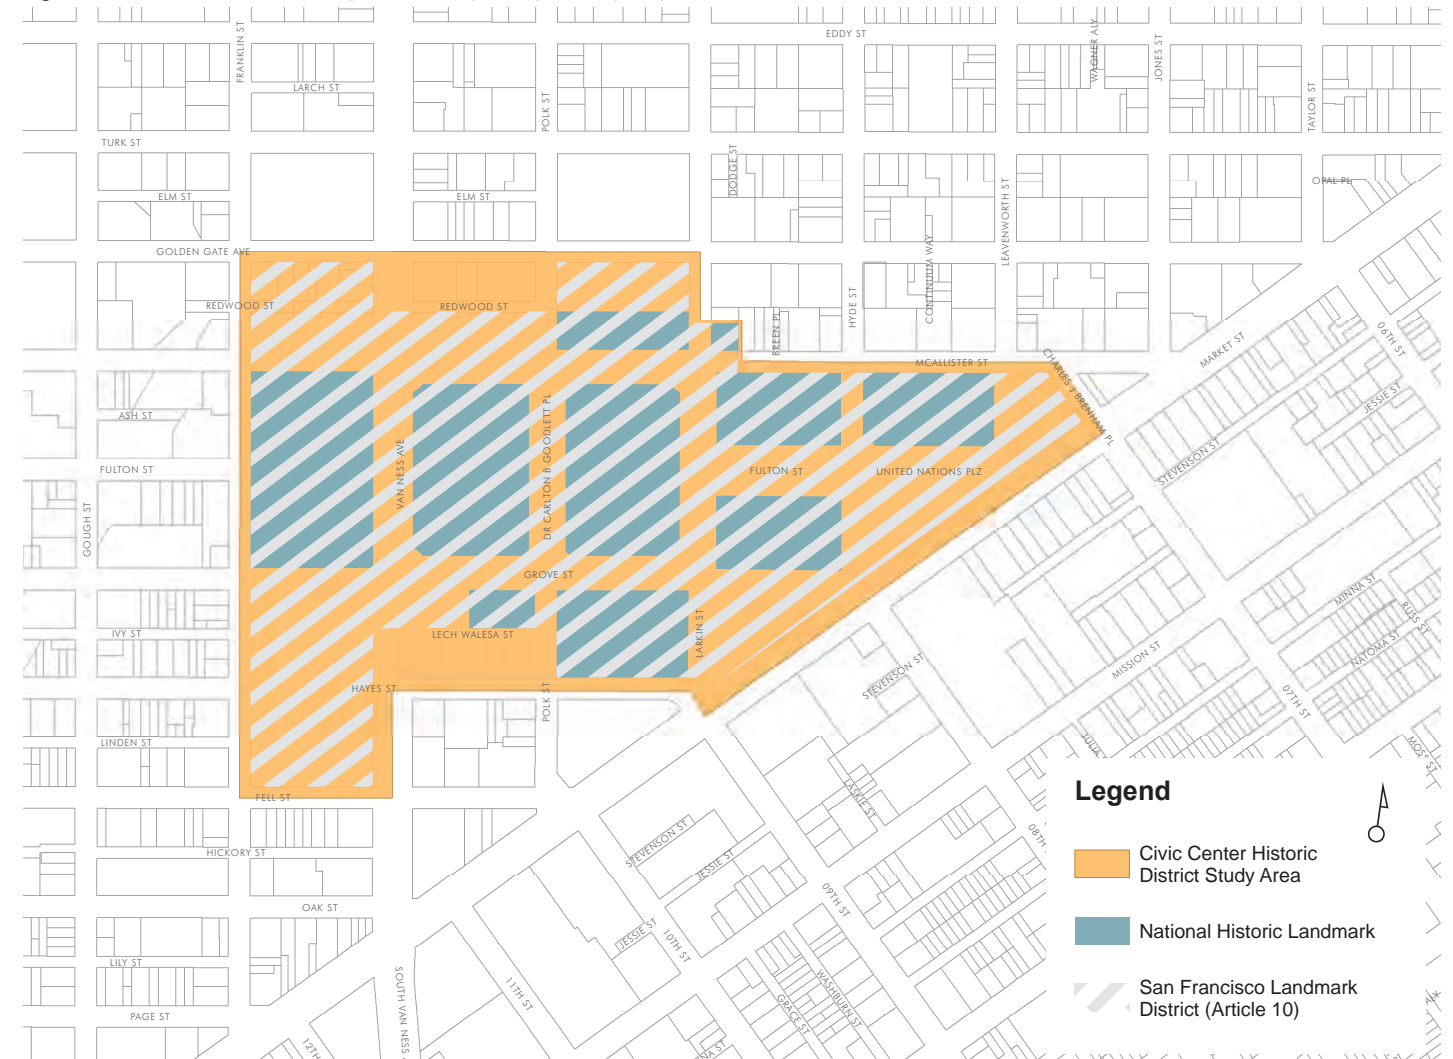 EDDY ST
FRANKLIN ST
WAGNER ALY
JONES ST
LARCH ST
POLK ST
TAYLOR ST
TURK ST
DODGE ST
ELM ST
ELM ST
OPAL PL
LEAVENWORTH ST
GOLDEN GATE AVE
CONTINUUM WAY
REDWOOD ST
REDWOOD ST
HYDE ST
BREEN PL
MCALLISTER ST
CHARLES J BRENHAM PL
MARKET ST
06TH ST
JESSIE ST
ASH ST
VAN NESS AVE
DR CARLTON B GOODLETT PL
FULTON ST
FULTON ST
UNITED NATIONS PLZ
STEVENSON ST
GOUGH ST
GROVE ST
MINNA ST
RUSS ST
NATOMA ST
IVY ST
LECH WALESA ST
LARKIN ST
MISSION ST
STEVENSON ST
HAYES ST
POLK ST
07TH ST
LINDEN ST
JULIA
MOSS ST
FELL ST
LASKIE ST
08TH
STEVENSON ST
JESSIE ST
HICKORY ST
09TH ST
OAK ST
JESSIE ST
10TH ST
LILY ST
11TH ST
SOUTH VAN NESS
WASHBURN ST
GRACE ST
PAGE ST
12TH
NA ST
Legend
Civic Center Historic
District Study Area
National Historic Landmark
San Francisco Landmark
District (Article 10)